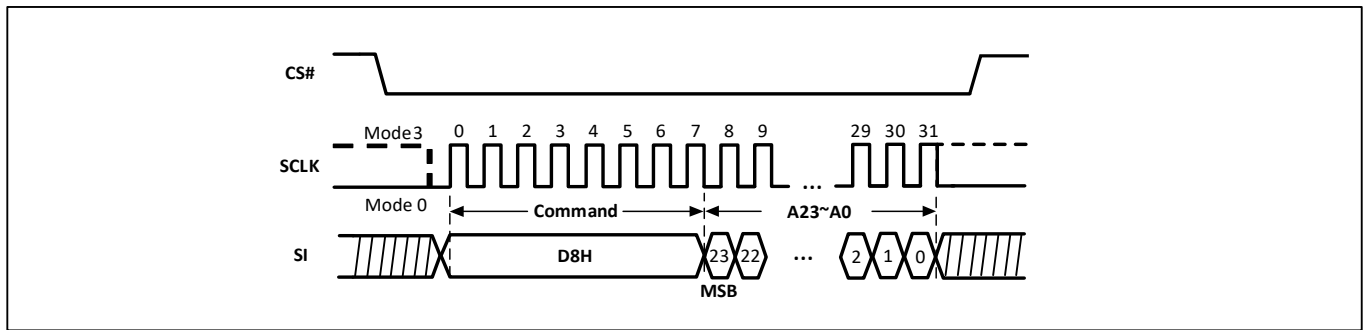 CS#
Mode3 0 1 2 3 4 5 6 7 8 9 29 30 31
SCLK
...
Mode 0
Command A23~A0
SI D8H 23 22 ... 2 1 0
MSB